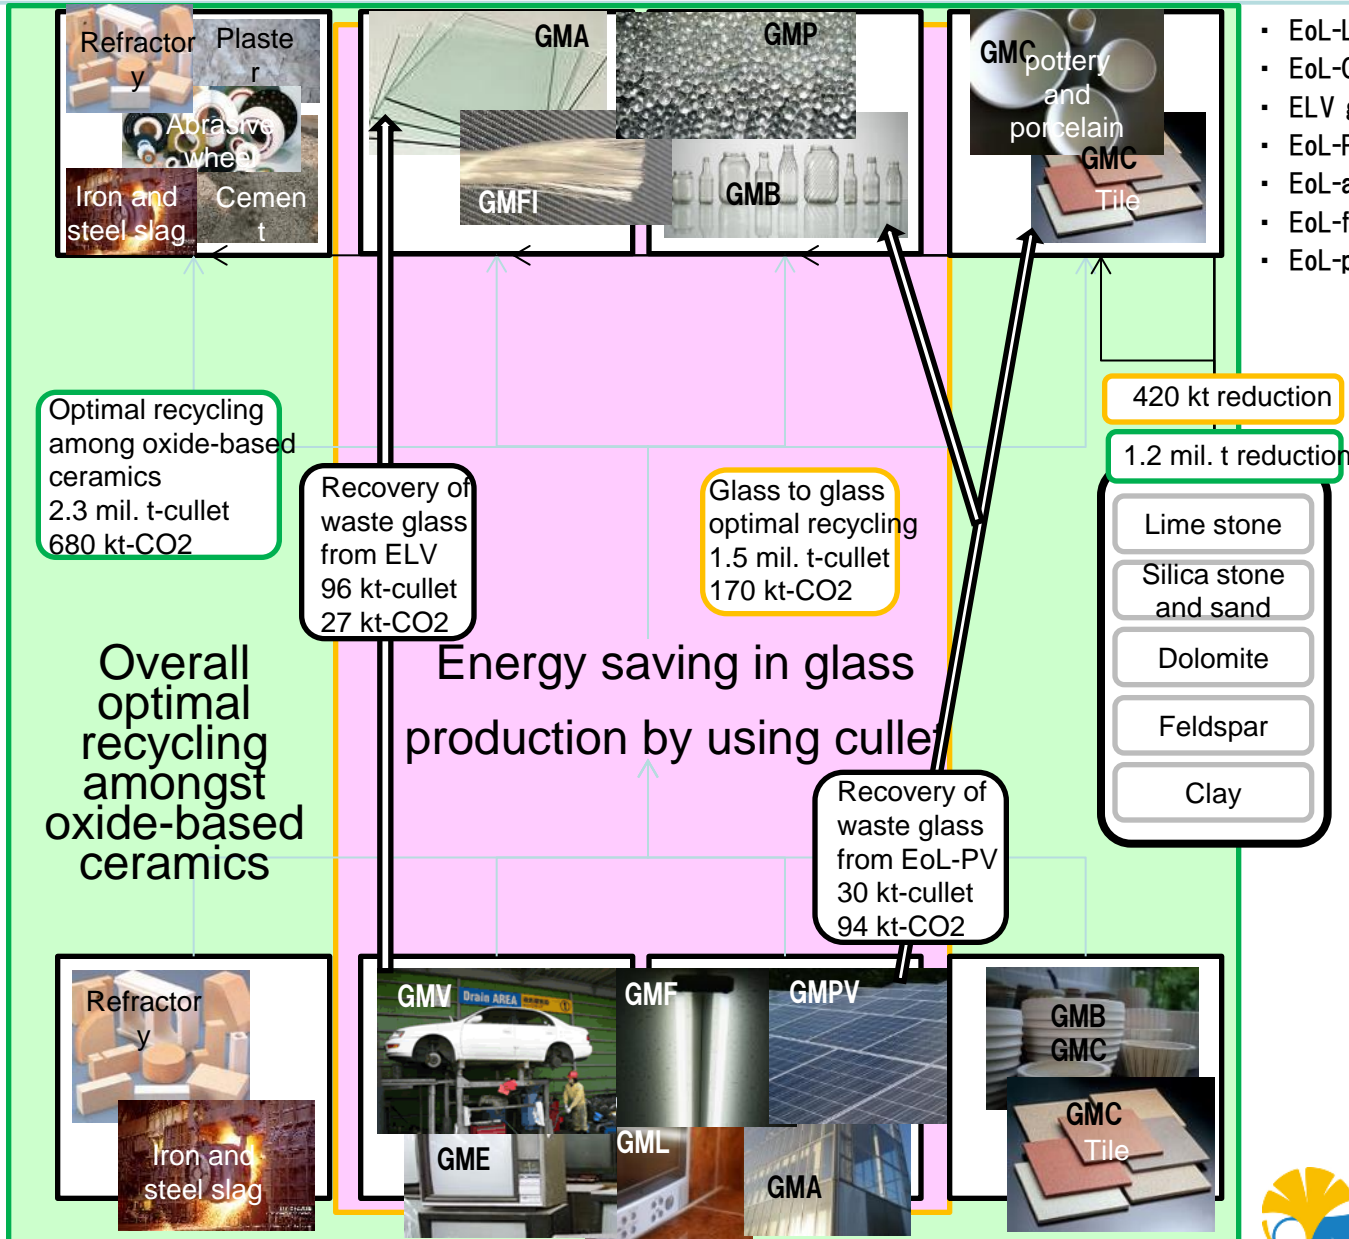 Refractor
y
Plaste
r
Abrasive
wheel
Iron and
steel slag
Cemen
t
GMA
GMP
GMFI
GMB
GMC
pottery
and
porcelain
GMC
Tile
EoL-
EoL-
ELV
EoL-
EoL-
EoL-
EoL-
420 kt reduction
1.2 mil. t reduction
Optimal recycling
among oxide-based
ceramics
2.3 mil. t-cullet
680 kt-CO2
Recovery of
waste glass
from ELV
96 kt-cullet
27 kt-CO2
Glass to glass
optimal recycling
1.5 mil. t-cullet
170 kt-CO2
Lime stone
Silica stone
and sand
Dolomite
Feldspar
Clay
Overall
optimal
recycling
amongst
oxide-based
ceramics
Energy saving in glass
production by using cullet
Recovery of
waste glass
from EoL-PV
30 kt-cullet
94 kt-CO2
Refractor
y
Iron and
steel slag
GMV
Drain AREA
GMF
GMPV
GME
GML
GMA
GMB
GMC
GMC
Tile